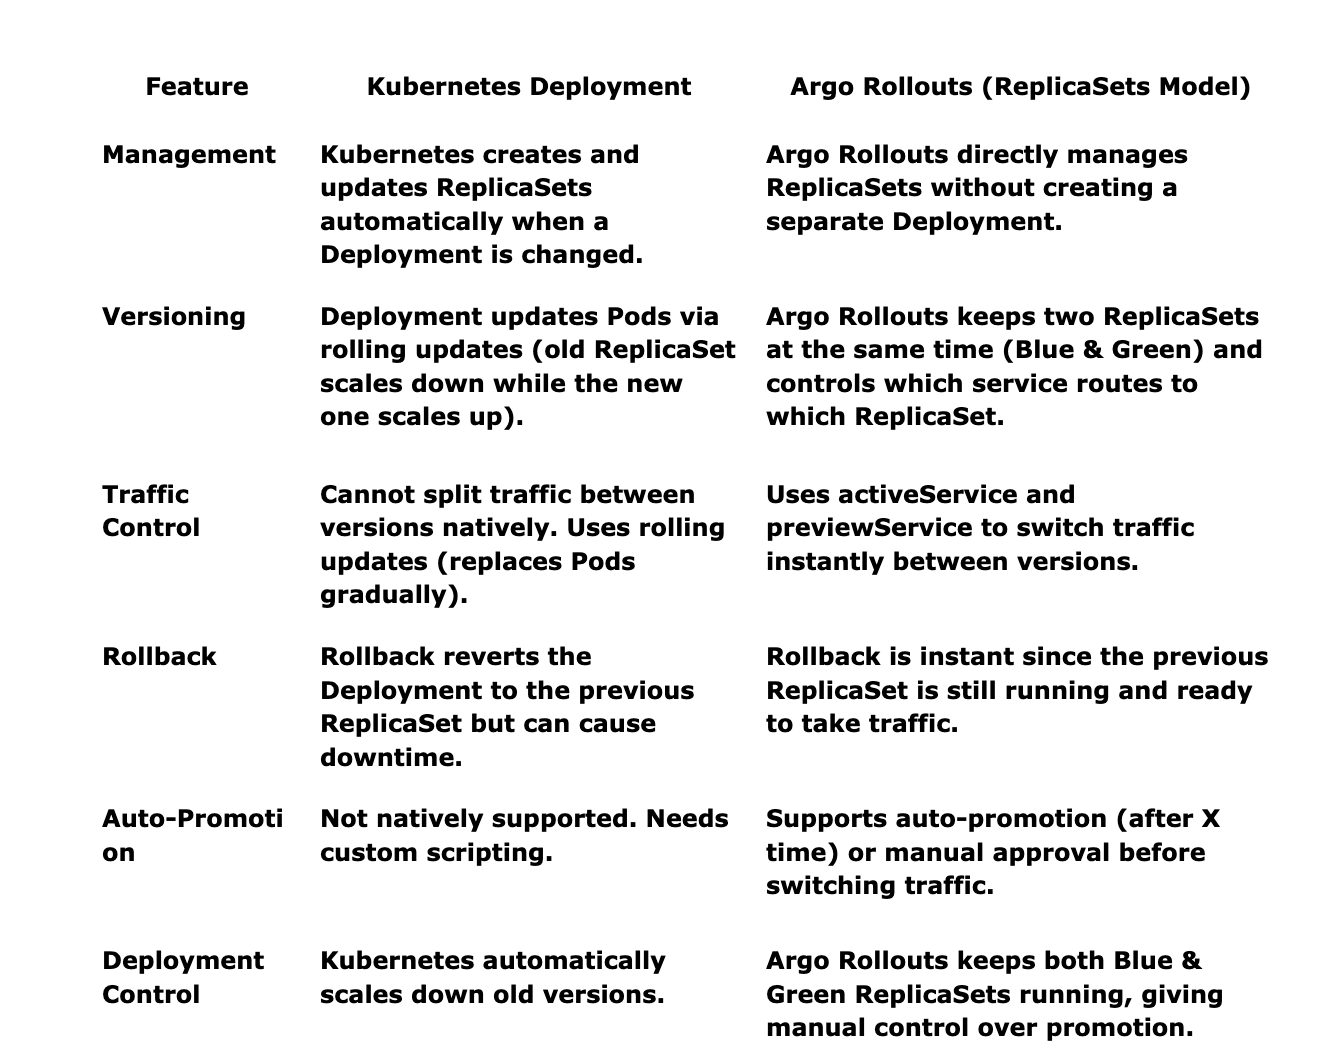 Feature
Kubernetes Deployment
Argo Rollouts (ReplicaSets Model)
Management
Kubernetes creates and
updates ReplicaSets
automatically when a
Deployment is changed.
Argo Rollouts directly manages
ReplicaSets without creating a
separate Deployment.
Versioning
Deployment updates Pods via
rolling updates (old ReplicaSet
scales down while the new
one scales up).
Argo Rollouts keeps two ReplicaSets
at the same time (Blue & Green) and
controls which service routes to
which ReplicaSet.
Traffic
Control
Cannot split traffic between
versions natively. Uses rolling
updates (replaces Pods
gradually).
Uses activeService and
previewService to switch traffic
instantly between versions.
Rollback
Rollback reverts the
Deployment to the previous
ReplicaSet but can cause
downtime.
Rollback is instant since the previous
ReplicaSet is still running and ready
to take traffic.
Auto-Promoti
on
Not natively supported. Needs
custom scripting.
Supports auto-promotion (after X
time) or manual approval before
switching traffic.
Deployment
Control
Kubernetes automatically
scales down old versions.
Argo Rollouts keeps both Blue &
Green ReplicaSets running, giving
manual control over promotion.